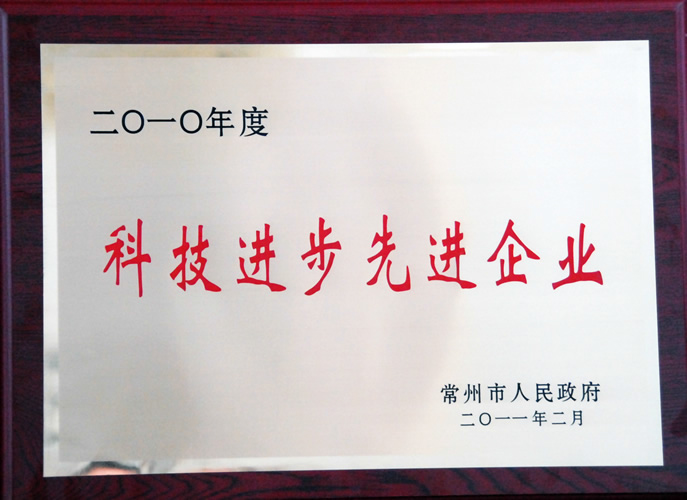 二〇一〇年度
科技进步先进企业
常州市人民政府
二〇一一年二月